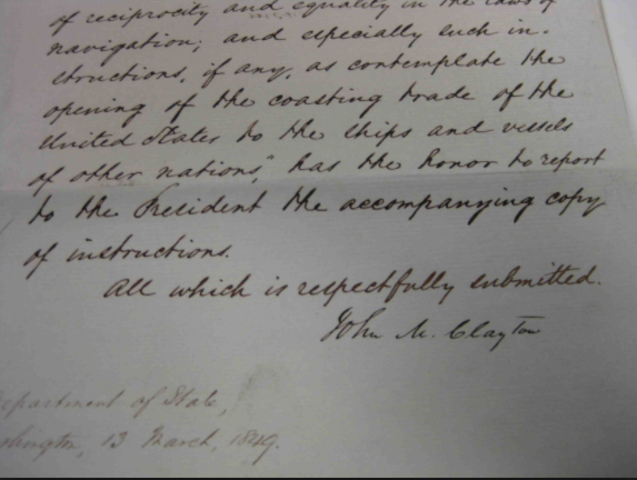 of reciprocity and equality in the laws of
navigation; and especially such in-
structions, if any, as contemplate the
opening of the coasting trade of the
United States to the ships and vessels
of other nations," has the honor to report
to the President the accompanying copy
of instructions.
All which is respectfully submitted.
John M. Clayton
epartment of State,
shington, 13 March, 1849.